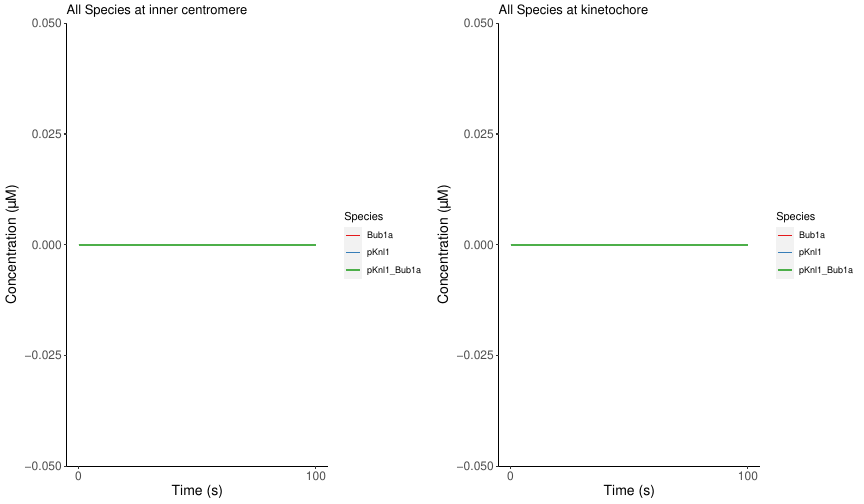 All Species at inner centromere
0.050
0.025
0.000
−0.025
−0.050
0
100
Time (s)
Concentration (µM)
Species
Bub1a
pKnl1
pKnl1_Bub1a
All Species at kinetochore
0.050
0.025
0.000
−0.025
−0.050
0
100
Time (s)
Concentration (µM)
Species
Bub1a
pKnl1
pKnl1_Bub1a